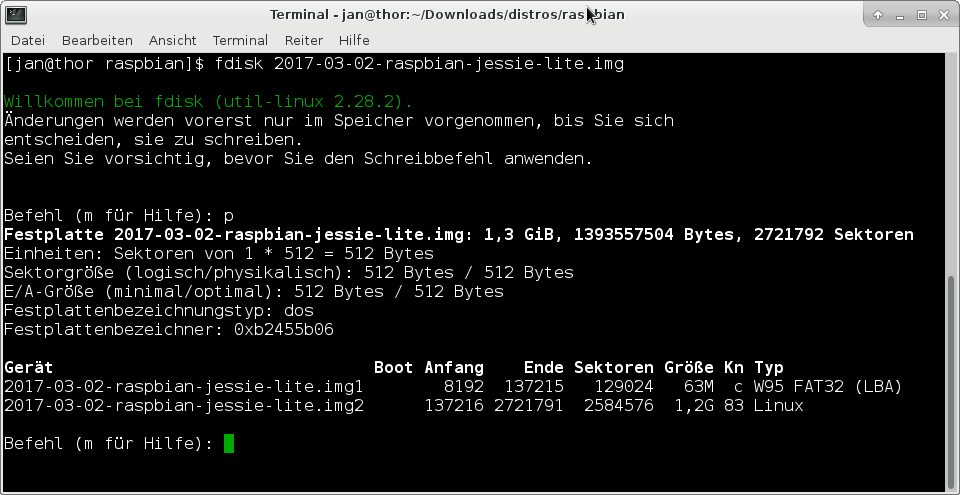 Terminal - jan@thor:~/Downloads/distros/raspbian
Datei Bearbeiten Ansicht Terminal Reiter Hilfe
[jan@thor raspbian]$ fdisk 2017-03-02-raspbian-jessie-lite.img
Willkommen bei fdisk (util-linux 2.28.2).
Änderungen werden vorerst nur im Speicher vorgenommen, bis Sie sich
entscheiden, sie zu schreiben.
Seien Sie vorsichtig, bevor Sie den Schreibbefehl anwenden.
Befehl (m für Hilfe): p
Festplatte 2017-03-02-raspbian-jessie-lite.img: 1,3 GiB, 1393557504 Bytes, 2721792 Sektoren
Einheiten: Sektoren von 1 * 512 = 512 Bytes
Sektorgröße (logisch/physikalisch): 512 Bytes / 512 Bytes
E/A-Größe (minimal/optimal): 512 Bytes / 512 Bytes
Festplattenbezeichnungstyp: dos
Festplattenbezeichner: 0xb2455b06
Gerät Boot Anfang Ende Sektoren Größe Kn Typ
2017-03-02-raspbian-jessie-lite.img1 8192 137215 129024 63M c W95 FAT32 (LBA)
2017-03-02-raspbian-jessie-lite.img2 137216 2721791 2584576 1,2G 83 Linux
Befehl (m für Hilfe):